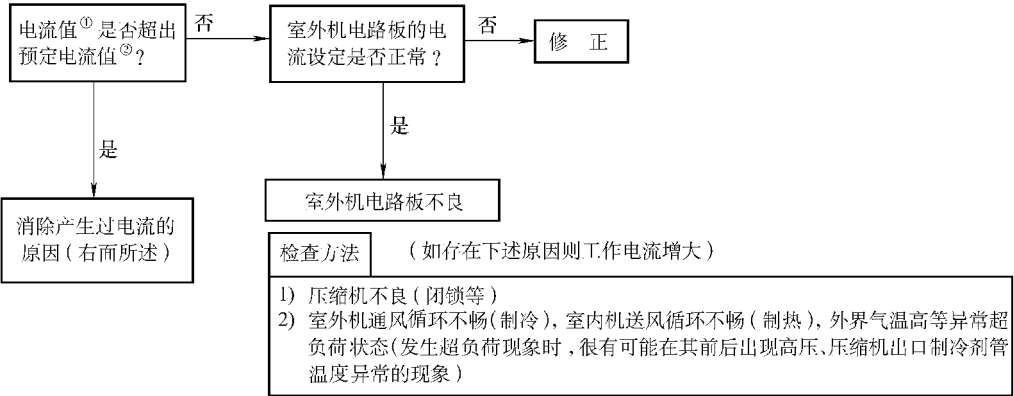 电流值①是否超出
预定电流值②？
否
室外机电路板的电
流设定是否正常？
否
修 正
是
是
消除产生过电流的
原因（右而所述）
室外机电路板不良
检查方法
（如存在下述原因则工作电流增大）
1) 压缩机不良（闭锁等）
2) 室外机通风循环不畅（制冷），室内机送风循环不畅（制热），外界气温高等异常超
负荷状态（发生超负荷现象时，很有可能在其前后出现高压、压缩机出口制冷剂管
温度异常的现象）